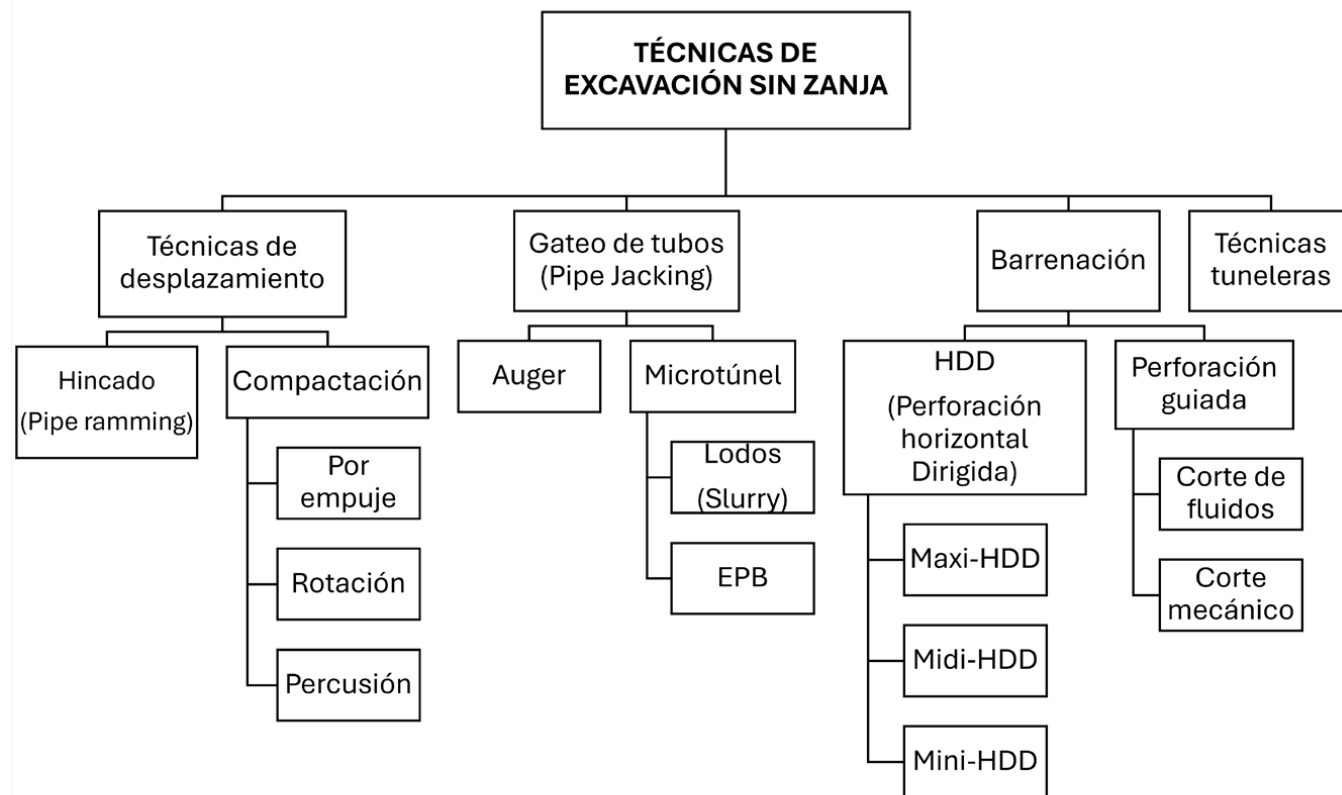 TÉCNICAS DE
EXCAVACIÓN SIN ZANJA
Técnicas de
desplazamiento
Gateo de tubos
(Pipe Jacking)
Barrenación
Técnicas
tuneleras
Hincado
(Pipe ramming)
Compactación
Por
empuje
Rotación
Percusión
Auger
Microtúnel
Lodos
(Slurry)
EPB
HDD
(Perforación
horizontal
Dirigida)
Maxi-HDD
Midi-HDD
Mini-HDD
Perforación
guiada
Corte de
fluidos
Corte
mecánico